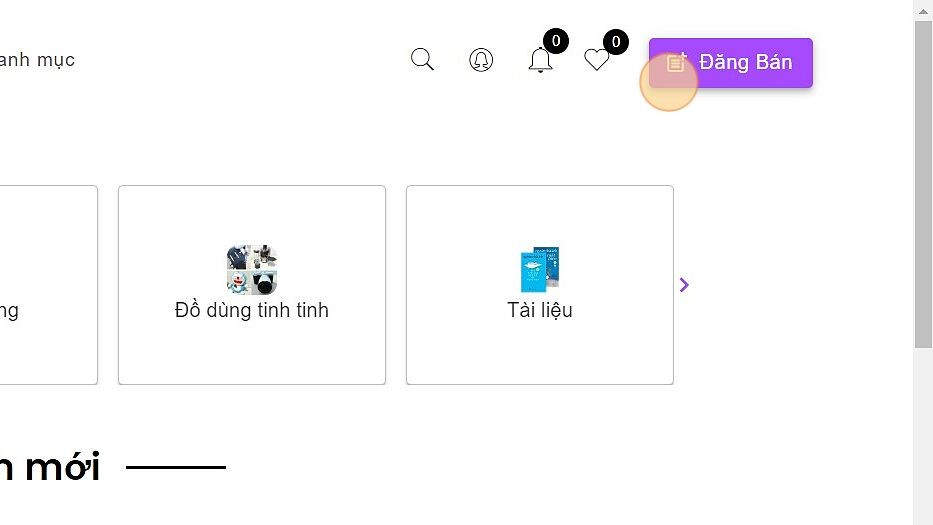 anh mục
0
0
Đăng Bán
ng
Đồ dùng tinh tinh
Tài liệu
n mới